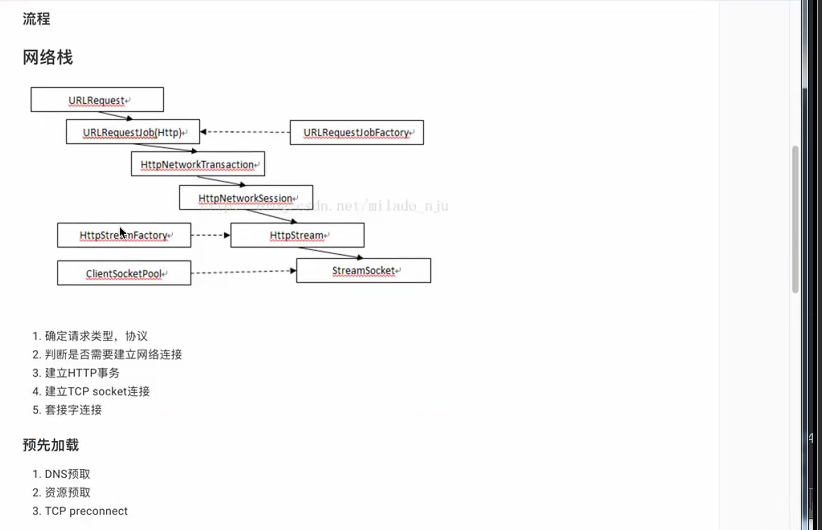 流程
网络栈
URLRequest
URLRequestJob(Http)
URLRequestJobFactory
HttpNetworkTransaction
HttpNetworkSession
csdn.net/milado_nju
HttpStreamFactory
HttpStream
ClientSocketPool
StreamSocket
1. 确定请求类型，协议
2. 判断是否需要建立网络连接
3. 建立HTTP事务
4. 建立TCP socket连接
5. 套接字连接
预先加载
1. DNS预取
2. 资源预取
3. TCP preconnect